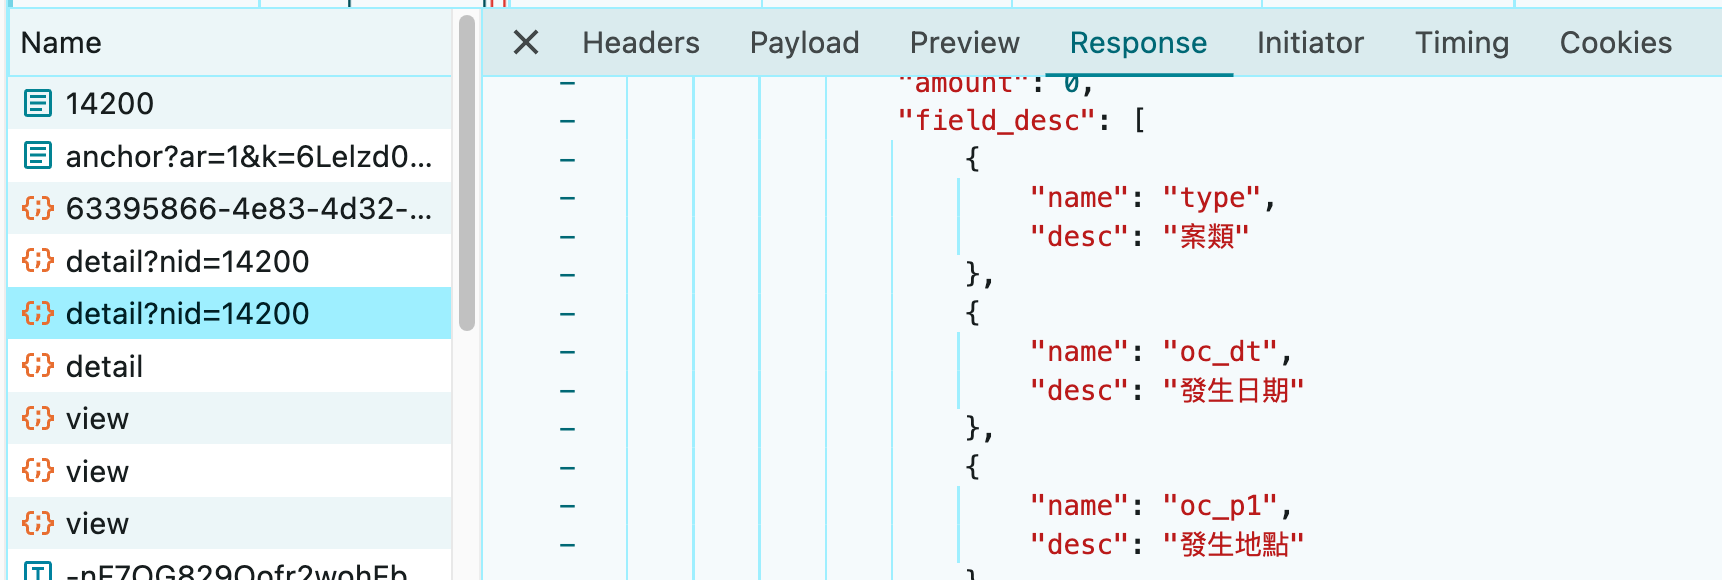 Name
14200
anchor?ar=1&k=6Lelzd0...
63395866-4e83-4d32-...
detail?nid=14200
detail?nid=14200
detail
view
view
view
Headers Payload Preview Response Initiator Timing Cookies
"amount": 0,
"field_desc": [
{
"name": "type",
"desc": "案類"
},
{
"name": "oc_dt",
"desc": "發生日期"
},
{
"name": "oc_p1",
"desc": "發生地點"
}